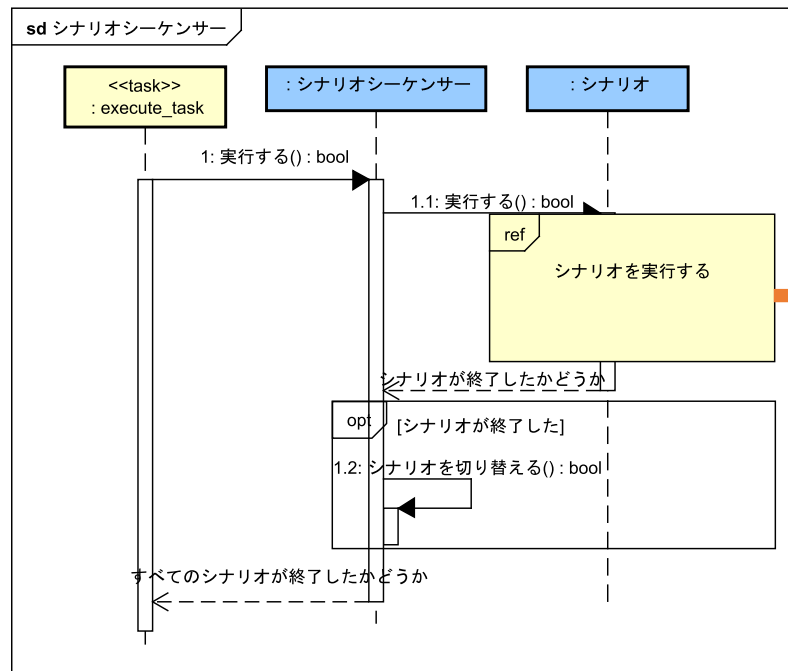 sd シナリオシーケンサー
<<task>>
: execute_task
: シナリオシーケンサー
: シナリオ
1: 実行する() : bool
1.1: 実行する() : bool
ref
シナリオを実行する
シナリオが終了したかどうか
opt
[シナリオが終了した]
1.2: シナリオを切り替える() : bool
すべてのシナリオが終了したかどうか